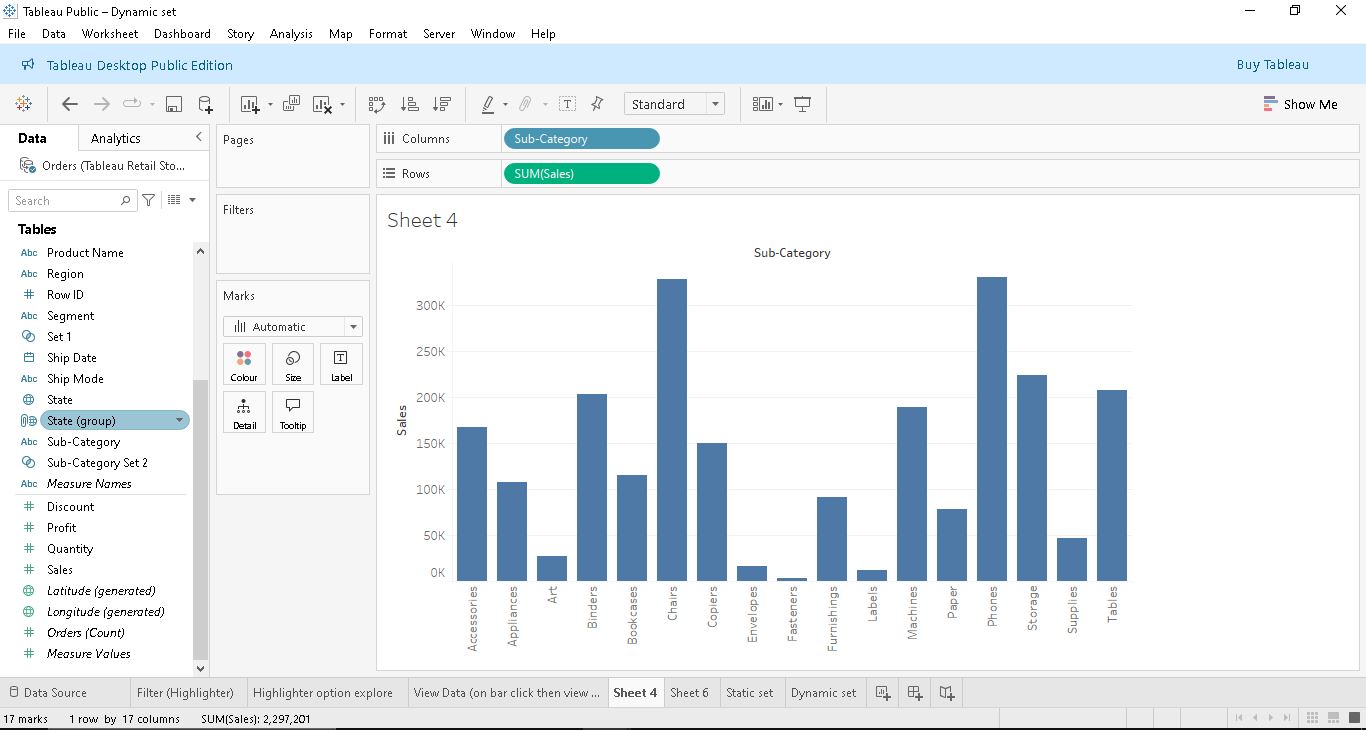 Tableau Public – Dynamic set
File Data Worksheet Dashboard Story Analysis Map Format Server Window Help
Tableau Desktop Public Edition
Buy Tableau
Standard
Show Me
Data
Analytics
Orders (Tableau Retail Sto...
Search
Tables
Abc Product Name
Abc Region
# Row ID
Abc Segment
Set 1
Ship Date
Abc Ship Mode
State
State (group)
Abc Sub-Category
Sub-Category Set 2
Abc Measure Names
# Discount
# Profit
# Quantity
# Sales
Latitude (generated)
Longitude (generated)
# Orders (Count)
# Measure Values
Pages
Filters
Marks
Automatic
Colour Size Label
Detail Tooltip
Columns
Sub-Category
Rows
SUM(Sales)
Sheet 4
Sub-Category
Sales
300K
250K
200K
150K
100K
50K
0K
Accessories
Appliances
Art
Binders
Bookcases
Chairs
Copiers
Envelopes
Fasteners
Furnishings
Labels
Machines
Paper
Phones
Storage
Supplies
Tables
Data Source
Filter (Highlighter)
Highlighter option explore
View Data (on bar click then view ...
Sheet 4
Sheet 6
Static set
Dynamic set
17 marks
1 row by 17 columns
SUM(Sales): 2,297,201